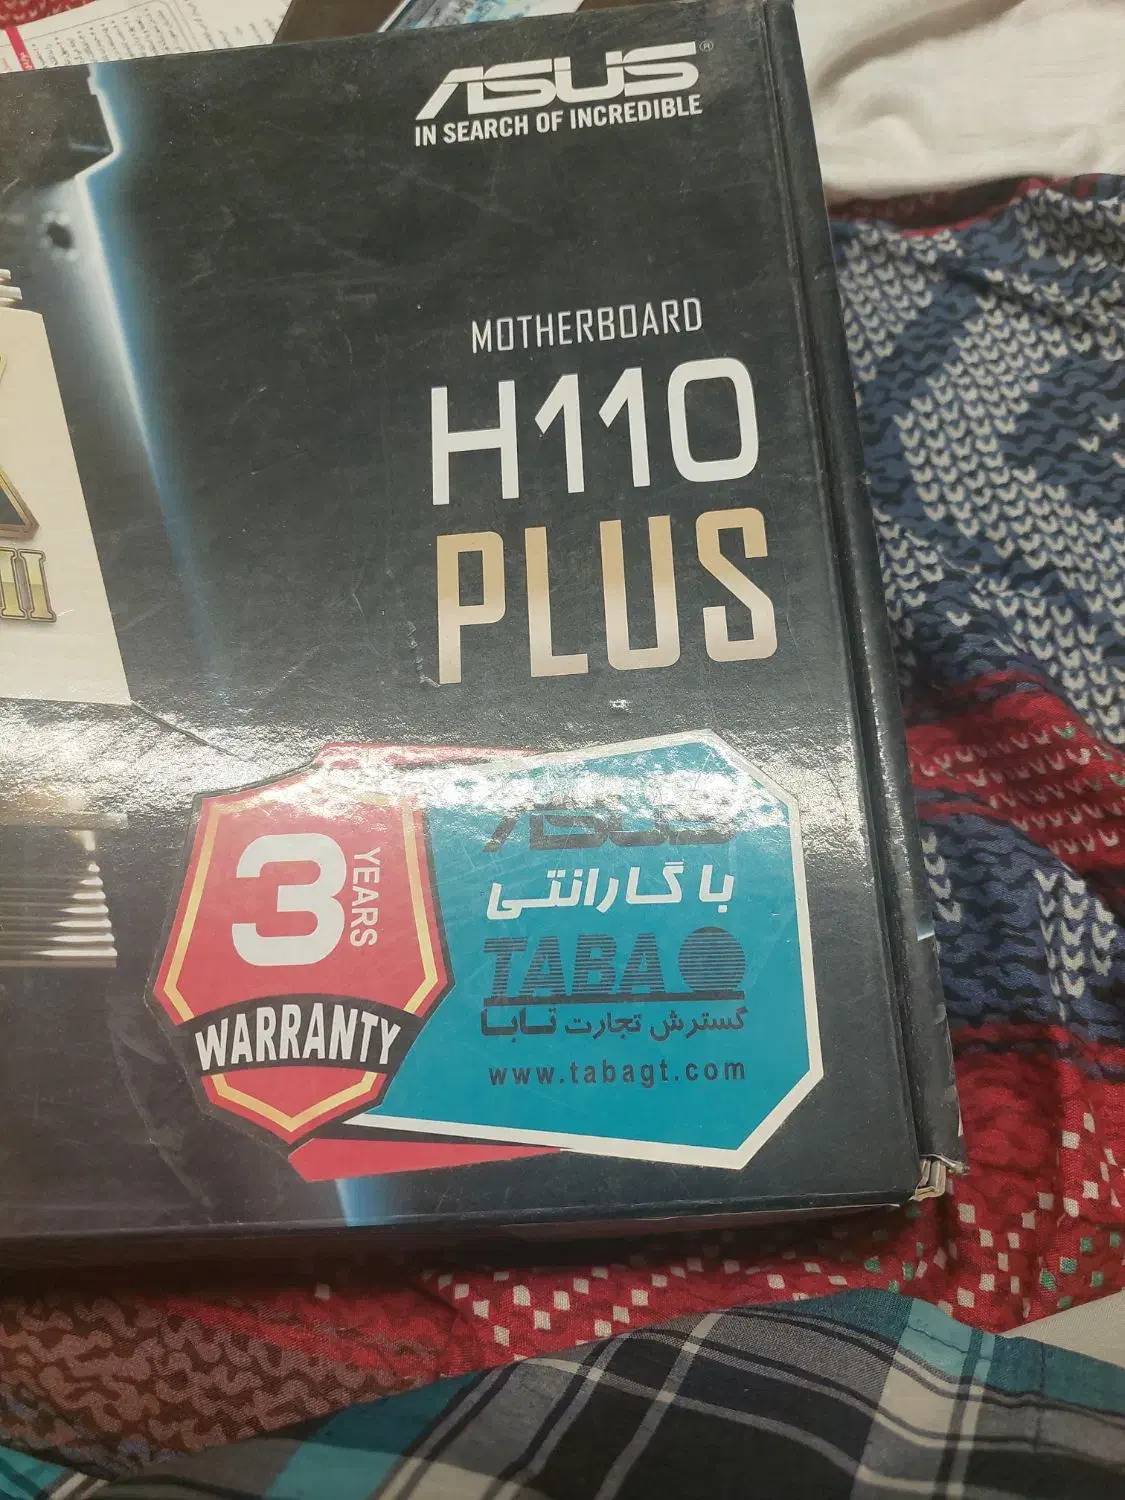 ASUS®
IN SEARCH OF INCREDIBLE
MOTHERBOARD
H110
PLUS
3
YEARS
WARRANTY
ASUS
با گارانتی
TABA
گسترش تجارت تابا
www.tabagt.com
II